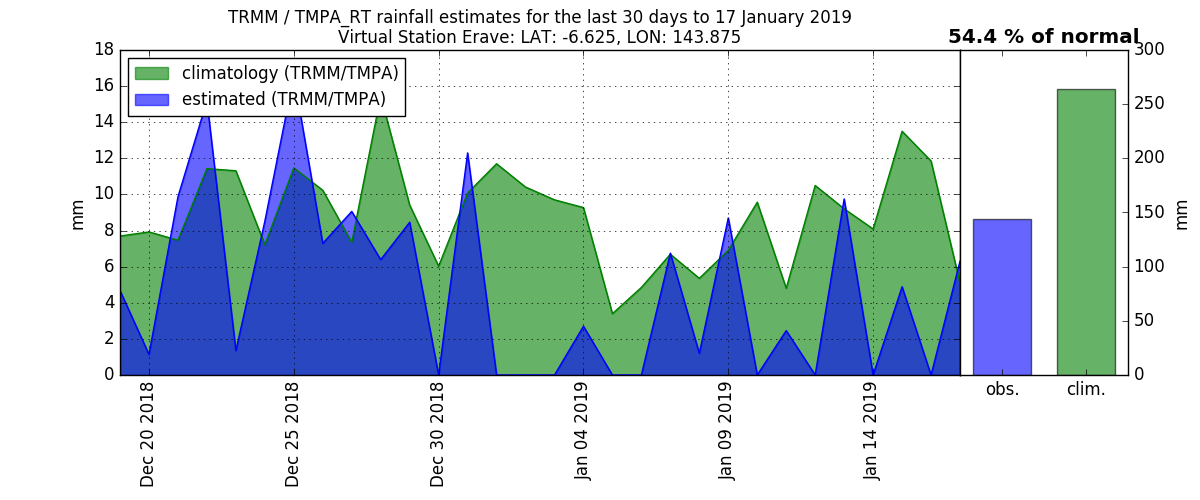 TRMM / TMPA_RT rainfall estimates for the last 30 days to 17 January 2019
Virtual Station Erave: LAT: -6.625, LON: 143.875
54.4 % of normal
climatology (TRMM/TMPA)
estimated (TRMM/TMPA)
18
16
14
12
10
8
6
4
2
0
mm
Dec 20 2018
Dec 25 2018
Dec 30 2018
Jan 04 2019
Jan 09 2019
Jan 14 2019
obs.
clim.
300
250
200
150
100
50
0
mm